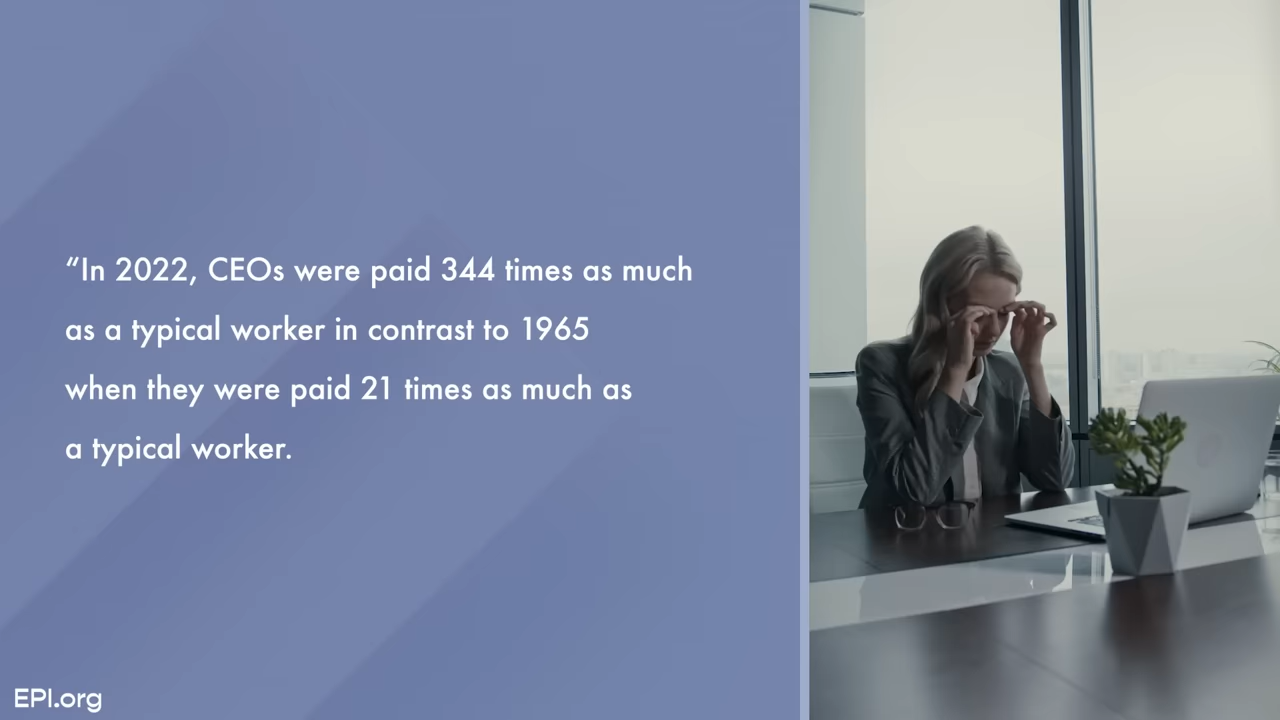 “In 2022, CEOs were paid 344 times as much
as a typical worker in contrast to 1965
when they were paid 21 times as much as
a typical worker.
EPI.org